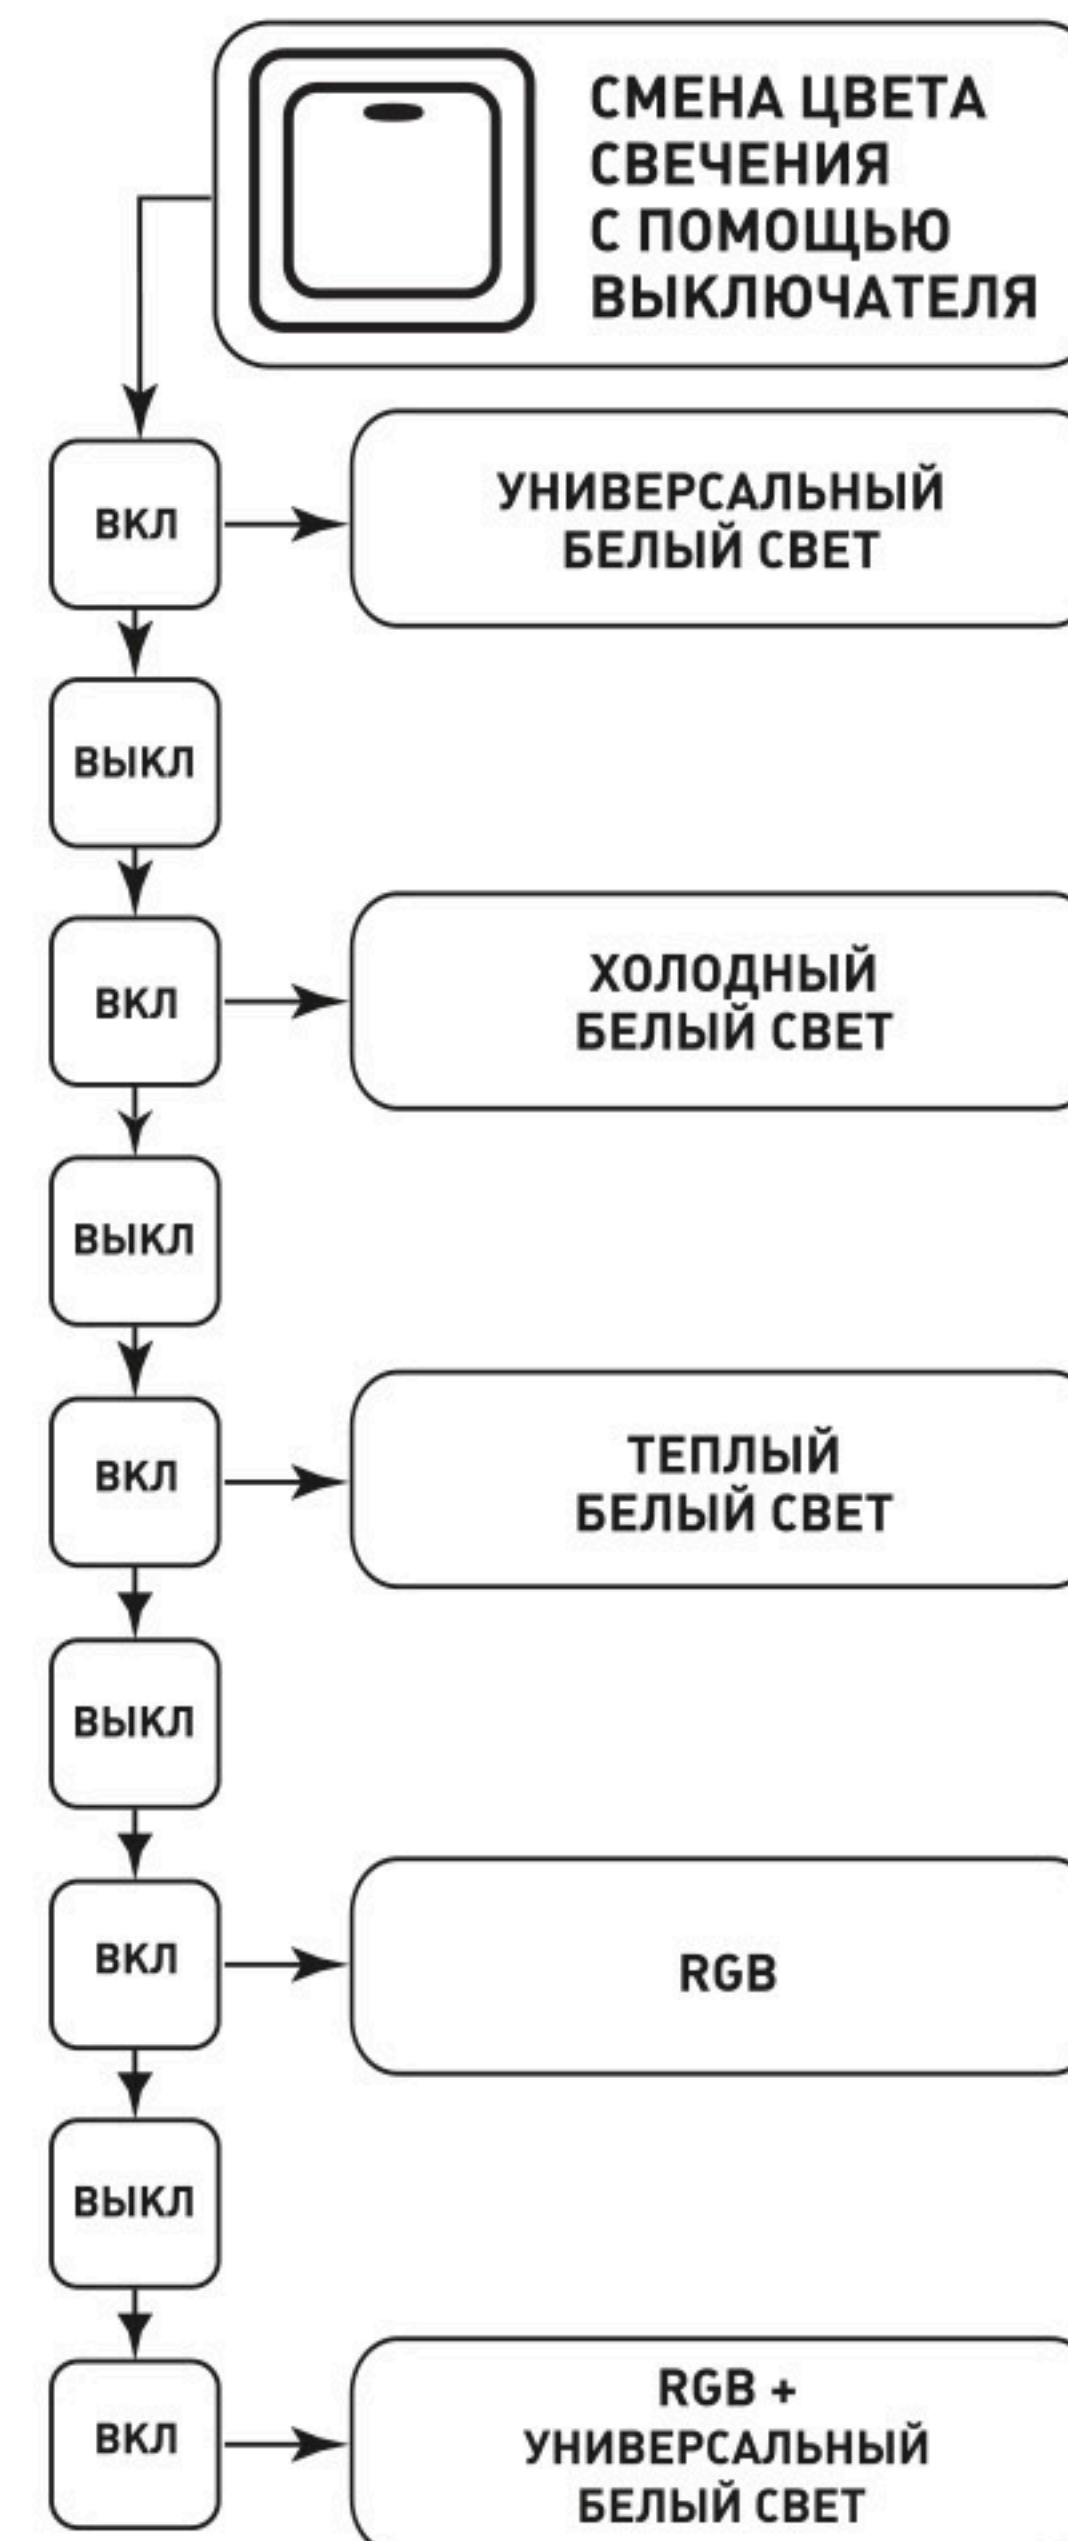 СМЕНА ЦВЕТА
СВЕЧЕНИЯ
С ПОМОЩЬЮ
ВЫКЛЮЧАТЕЛЯ
ВКЛ
УНИВЕРСАЛЬНЫЙ
БЕЛЫЙ СВЕТ
ВЫКЛ
ВКЛ
ХОЛОДНЫЙ
БЕЛЫЙ СВЕТ
ВЫКЛ
ВКЛ
ТЕПЛЫЙ
БЕЛЫЙ СВЕТ
ВЫКЛ
ВКЛ
RGB
ВЫКЛ
ВКЛ
RGB +
УНИВЕРСАЛЬНЫЙ
БЕЛЫЙ СВЕТ